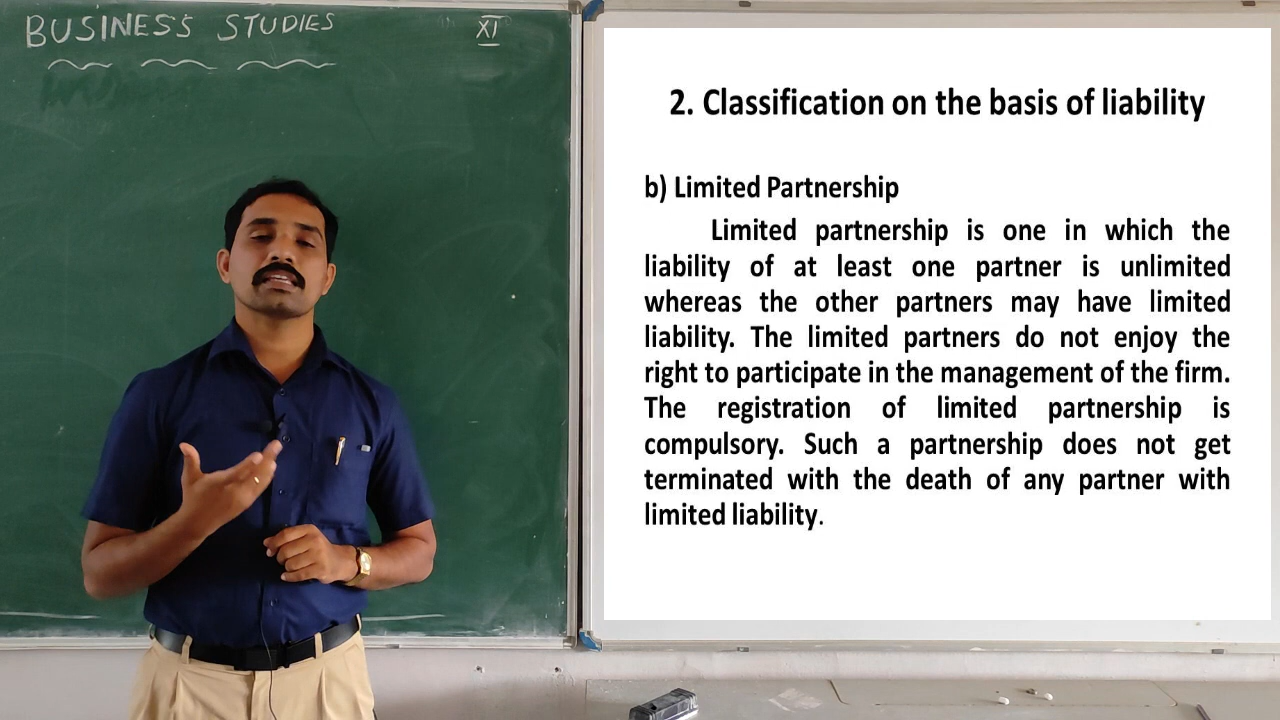 BUSINESS STUDIES
XI
2. Classification on the basis of liability
b) Limited Partnership
Limited partnership is one in which the
liability of at least one partner is unlimited
whereas the other partners may have limited
liability. The limited partners do not enjoy the
right to participate in the management of the firm.
The registration of limited partnership is
compulsory. Such a partnership does not get
terminated with the death of any partner with
limited liability.